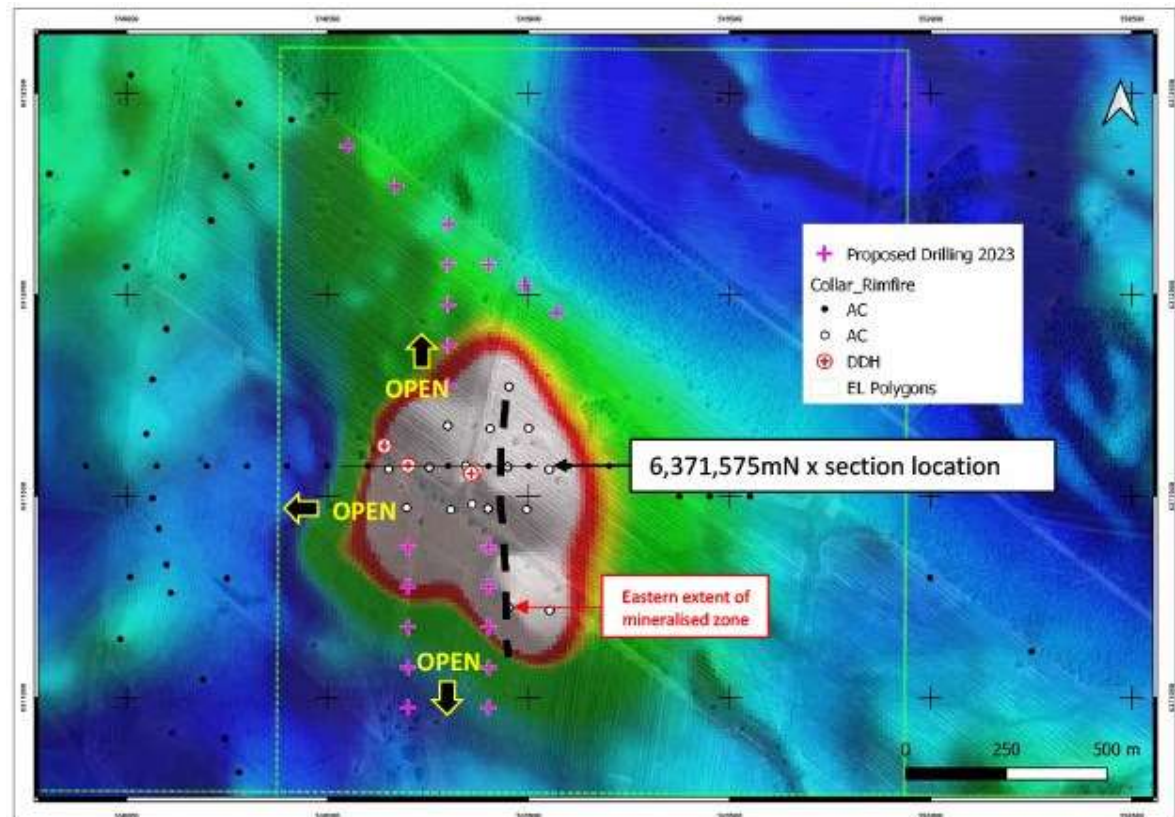 Proposed Drilling 2023
Collar_Rimfire
AC
AC
DDH
EL Polygons
OPEN
6,371,575mN x section location
OPEN
Eastern extent of
mineralised zone
OPEN
0 250 500 m